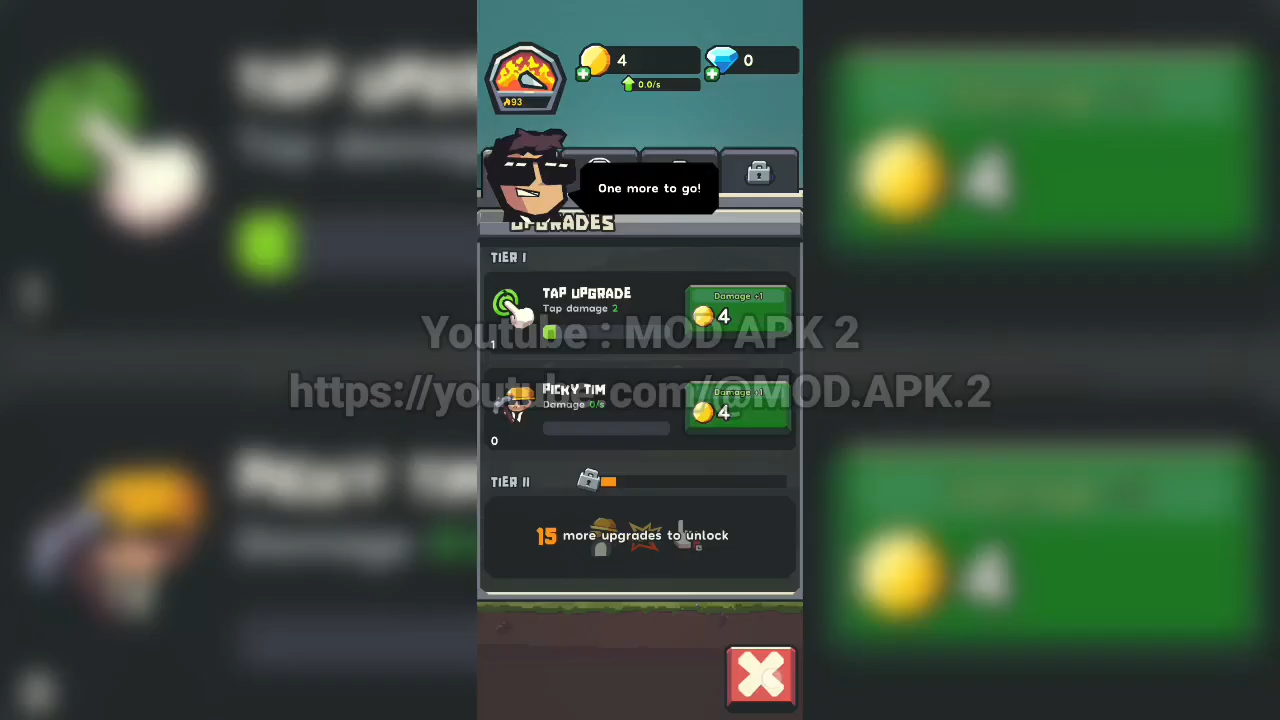 4
0
0.0/s
93
One more to go!
UPGRADES
TIER I
TAP UPGRADE
Tap damage 2
Damage +1
4
1
Youtube : MOD APK 2
https://youtube.com/@MOD.APK.2
PICKY TIM
Damage 0/s
Damage +1
4
0
TIER II
15 more upgrades to unlock